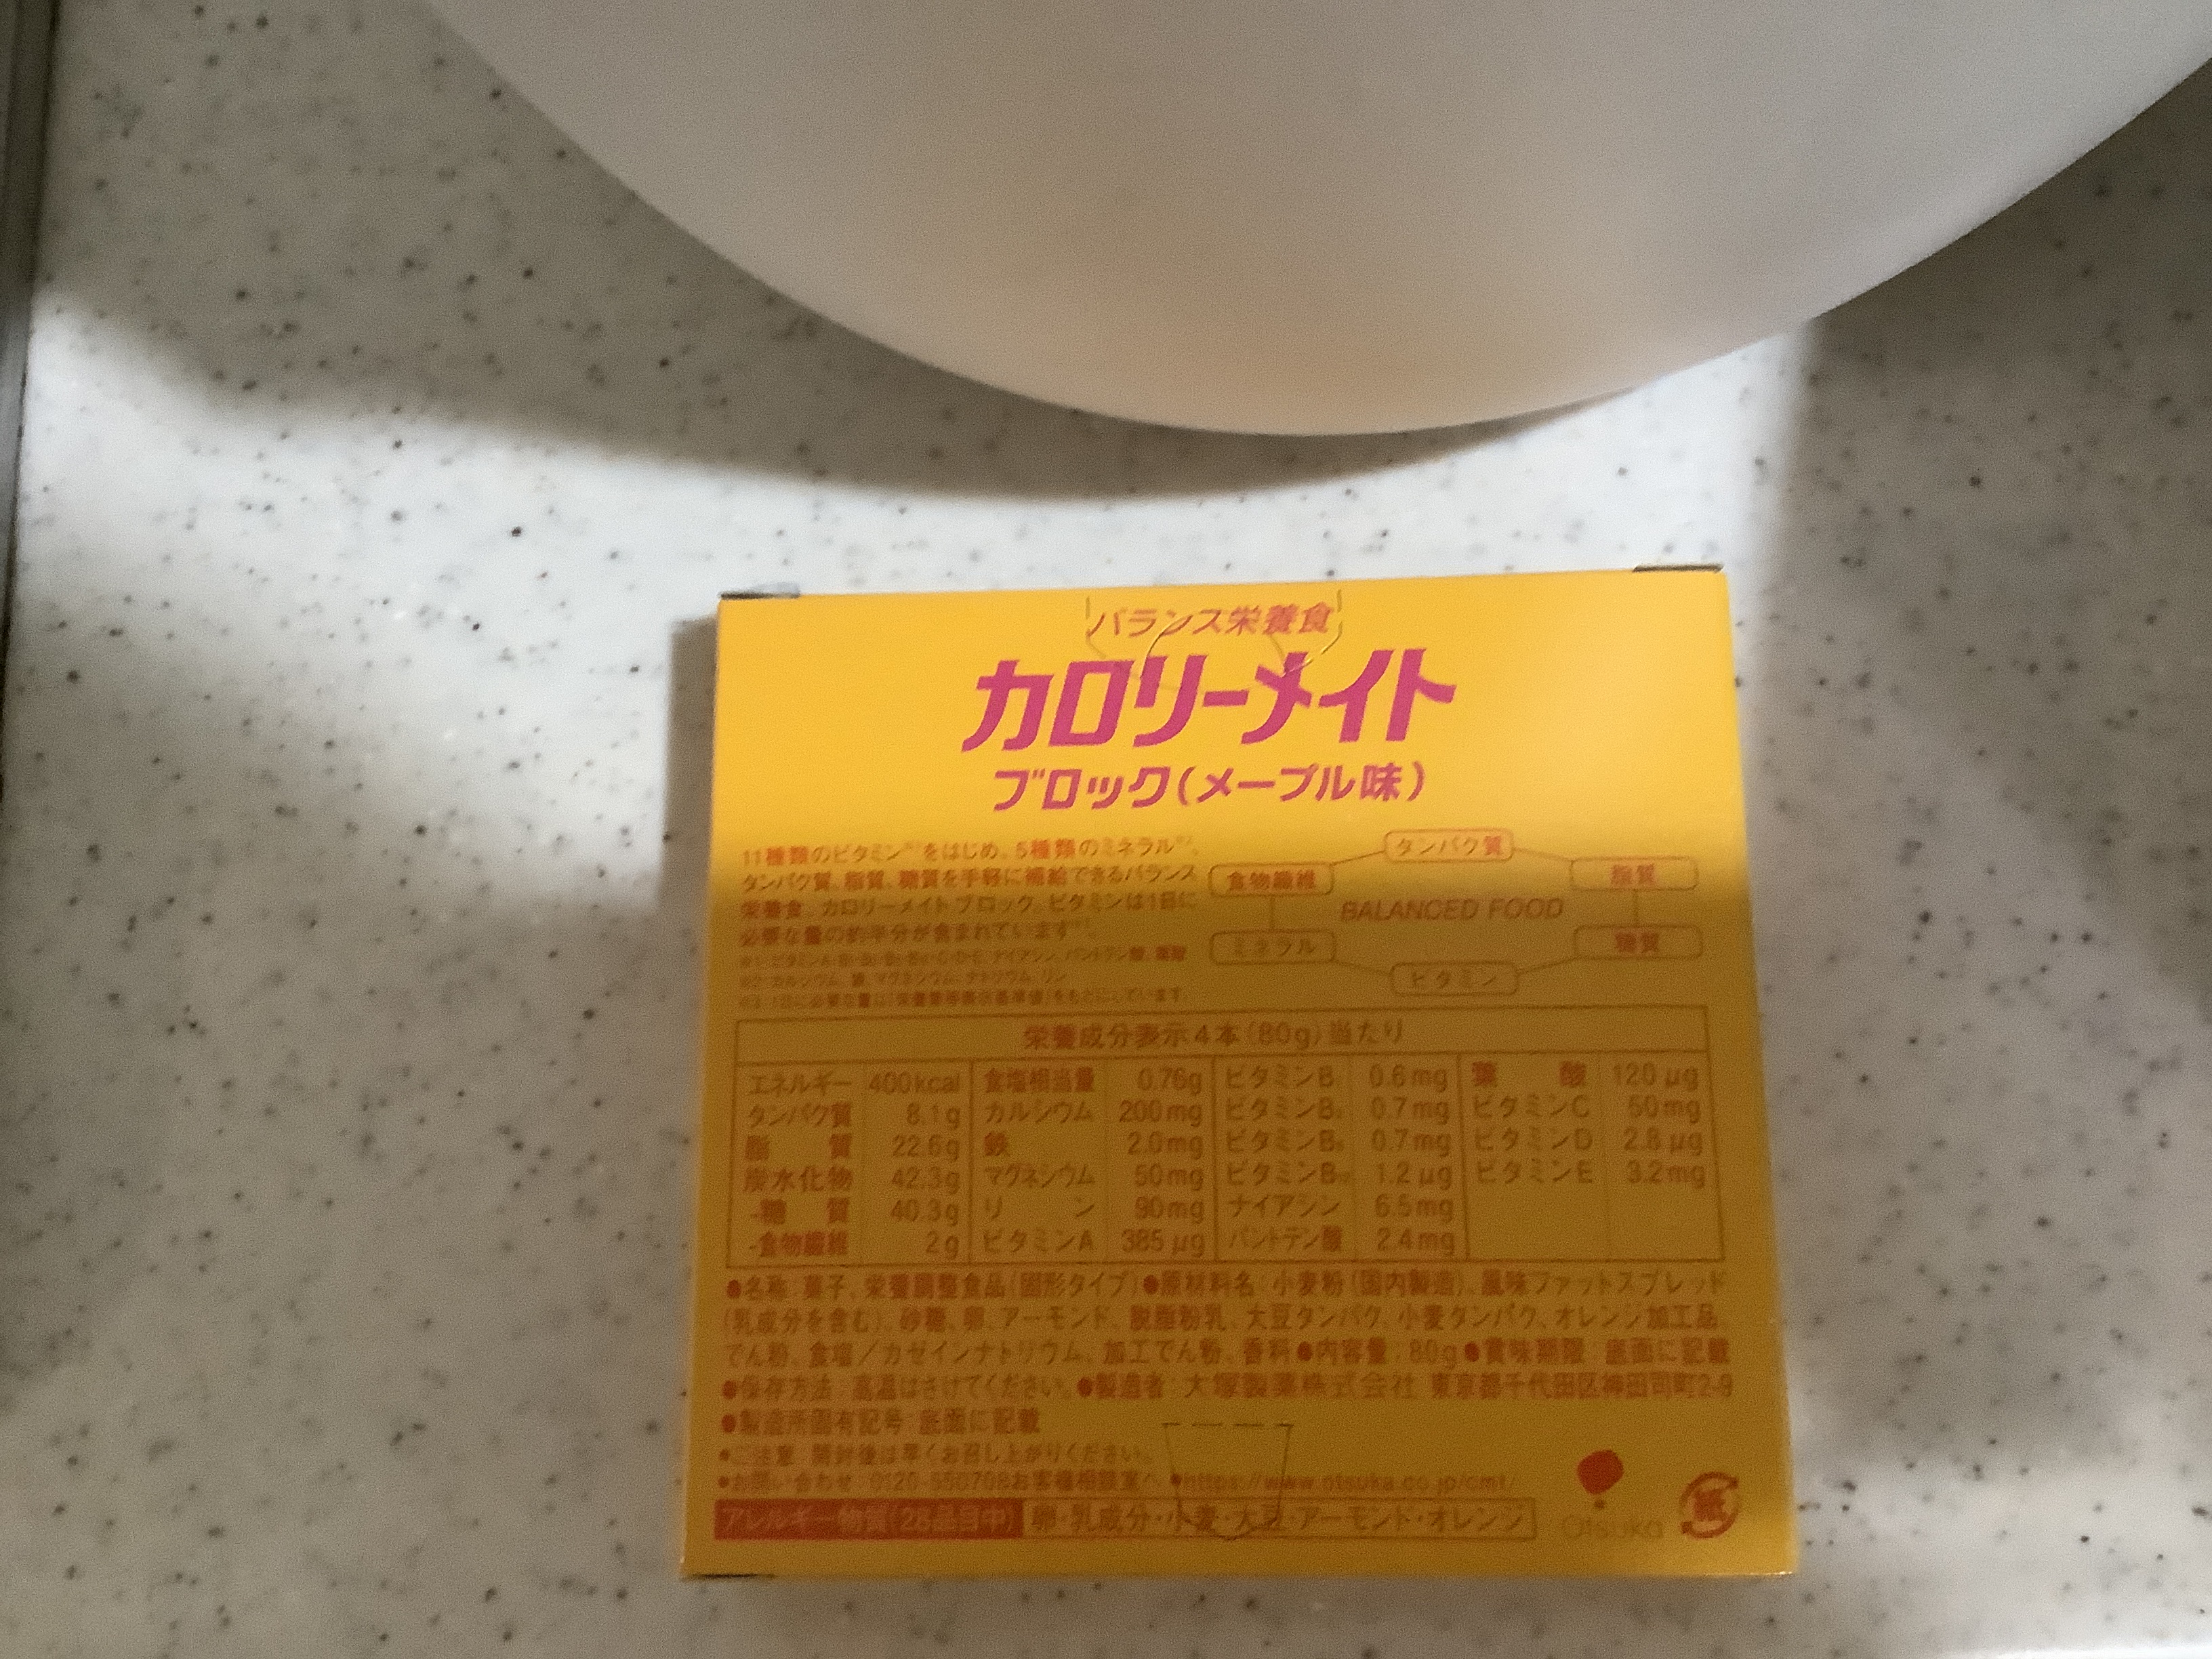 バランス栄養食
カロリーメイト
ブロック(メープル味)
11種類のビタミン※1をはじめ、5種類のミネラル※2、
タンパク質、脂質、糖質を手軽に補給できるバランス
栄養食、カロリーメイト ブロック。ビタミンは1日に
必要な量の約半分が含まれています※3。
タンパク質
食物繊維
脂質
BALANCED FOOD
ミネラル
糖質
ビタミン
栄養成分表示4本(80g)当たり
エネルギー 400kcal 食塩相当量 0.76g ビタミンB₁ 0.6mg 葉酸 120μg
タンパク質 8.1g カルシウム 200mg ビタミンB₂ 0.7mg ビタミンC 50mg
脂質 22.6g 鉄 2.0mg ビタミンB₆ 0.7mg ビタミンD 2.8μg
炭水化物 42.3g マグネシウム 50mg ビタミンB₁₂ 1.2μg ビタミンE 3.2mg
-糖質 40.3g リン 90mg ナイアシン 6.5mg
-食物繊維 2g ビタミンA 385μg パントテン酸 2.4mg
●名称:菓子、栄養調整食品(固形タイプ)●原材料名:小麦粉(国内製造)、風味ファットスプレッド
(乳成分を含む)、砂糖、卵、アーモンド、脱脂粉乳、大豆タンパク、小麦タンパク、オレンジ加工品、
でん粉、食塩/カゼインナトリウム、加工でん粉、香料●内容量:80g●賞味期限:底面に記載
●保存方法:高温はさけてください。●製造者:大塚製薬株式会社 東京都千代田区神田司町2-9
●製造所固有記号:底面に記載
●ご注意:開封後は早くお召し上がりください。
●お問い合わせ:0120-550708お客様相談室へ ●https://www.otsuka.co.jp/cmt/
アレルギー物質(28品目中) 卵・乳成分・小麦・大豆・アーモンド・オレンジ
Otsuka
紙